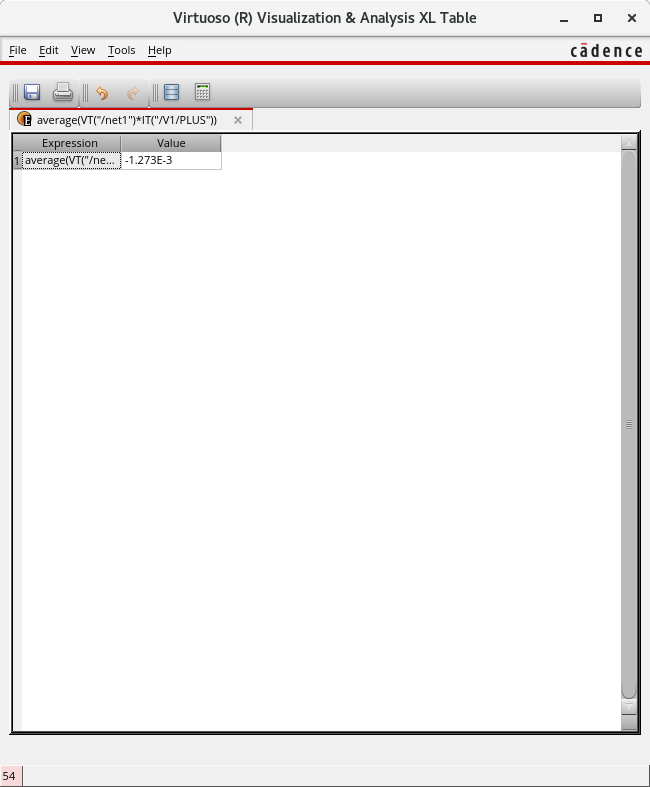 Virtuoso (R) Visualization & Analysis XL Table
File Edit View Tools Help cādence
average(VT("/net1")*IT("/V1/PLUS"))
Expression Value
1 average(VT("/ne... -1.273E-3
54